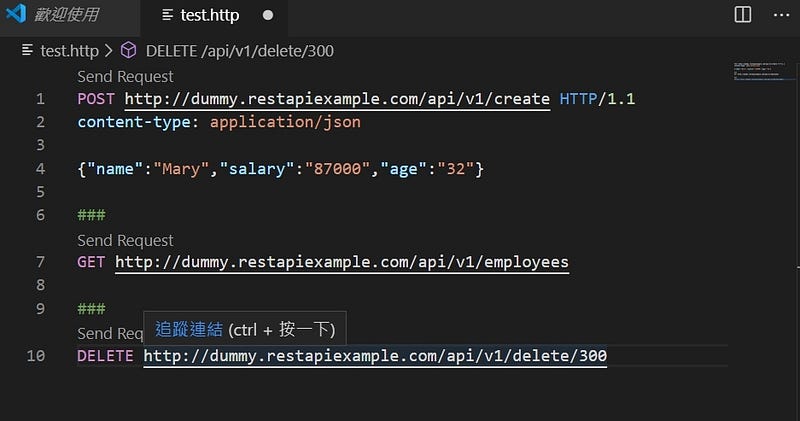 歡迎使用 test.http
test.http > DELETE /api/v1/delete/300
Send Request
1 POST http://dummy.restapiexample.com/api/v1/create HTTP/1.1
2 content-type: application/json
3
4 {"name":"Mary","salary":"87000","age":"32"}
5
6 ###
Send Request
7 GET http://dummy.restapiexample.com/api/v1/employees
8
9 ###
追蹤連結 (ctrl + 按一下)
Send Req
10 DELETE http://dummy.restapiexample.com/api/v1/delete/300